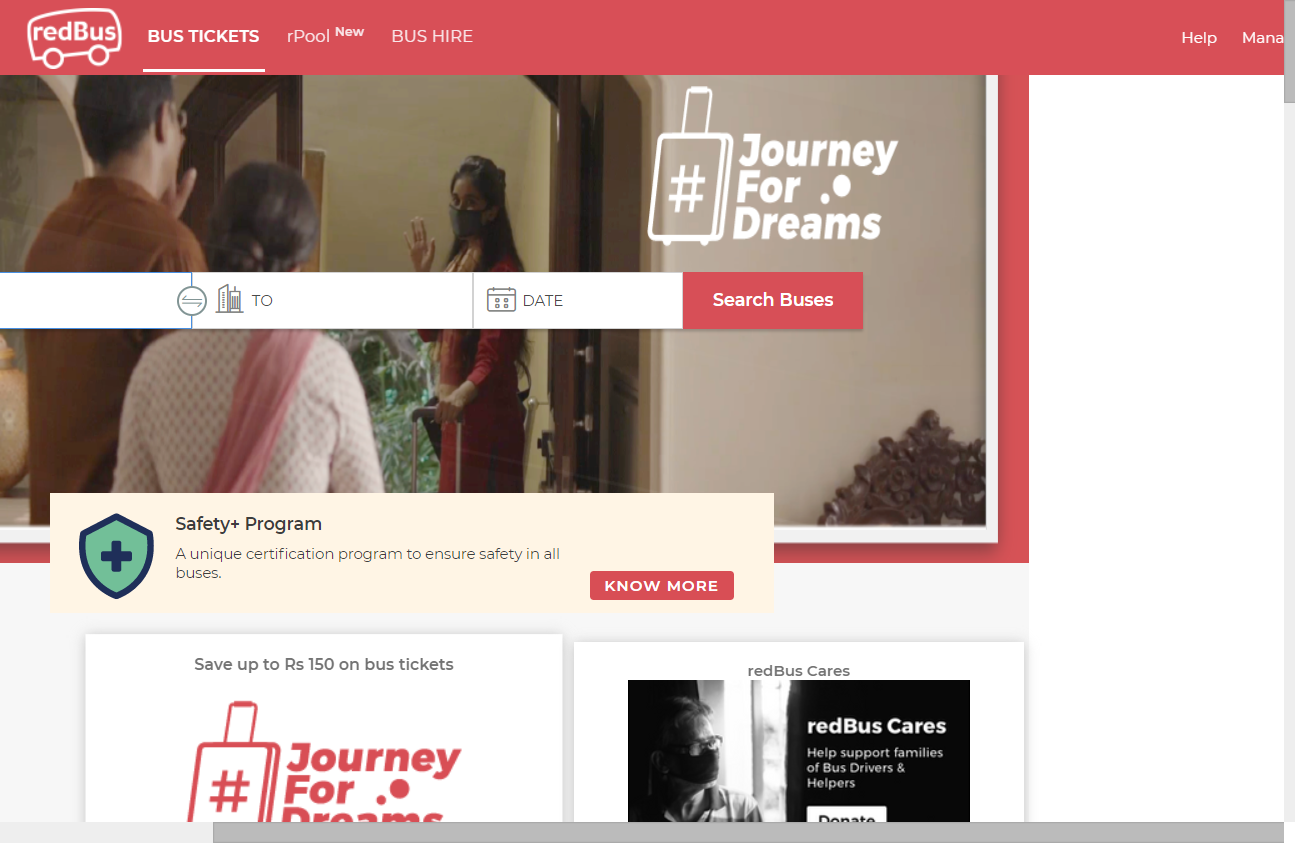 redBus
BUS TICKETS
rPool New
BUS HIRE
Help
# Journey
For
Dreams
TO
DATE
Search Buses
Safety+ Program
A unique certification program to ensure safety in all
buses.
KNOW MORE
Save up to Rs 150 on bus tickets
# Journey
For
Dreams
redBus Cares
redBus Cares
Help support families
of Bus Drivers &
Helpers
Donate